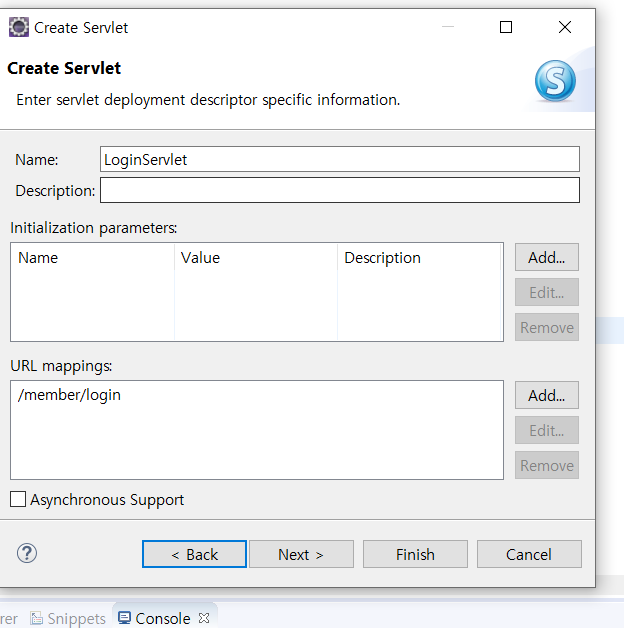 Create Servlet
Create Servlet
Enter servlet deployment descriptor specific information.
Name: LoginServlet
Description:
Initialization parameters:
Name Value Description
Add...
Edit...
Remove
URL mappings:
/member/login
Add...
Edit...
Remove
Asynchronous Support
? < Back Next > Finish Cancel
rer Snippets Console